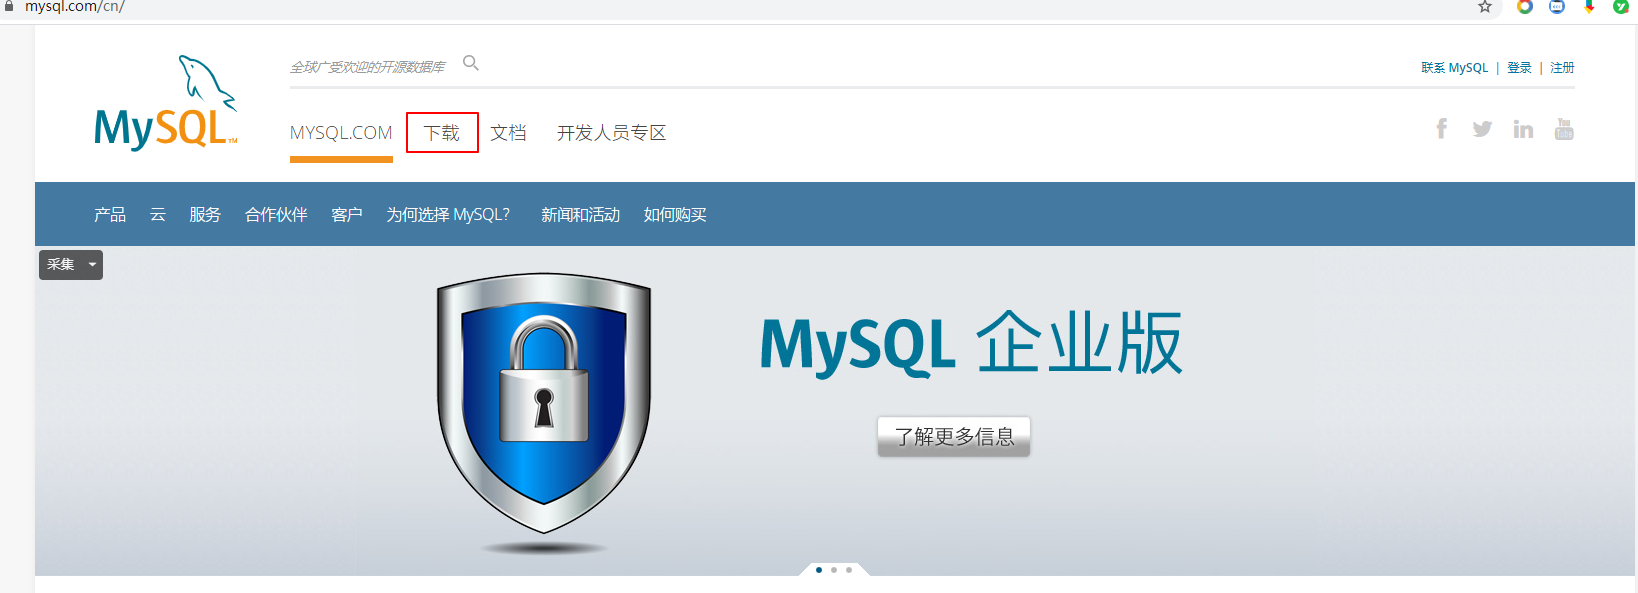 mysql.com/cn/
全球广受欢迎的开源数据库
联系 MySQL | 登录 | 注册
MySQL™
MYSQL.COM 下载 文档 开发人员专区
You Tube
产品 云 服务 合作伙伴 客户 为何选择 MySQL? 新闻和活动 如何购买
采集
MySQL 企业版
了解更多信息